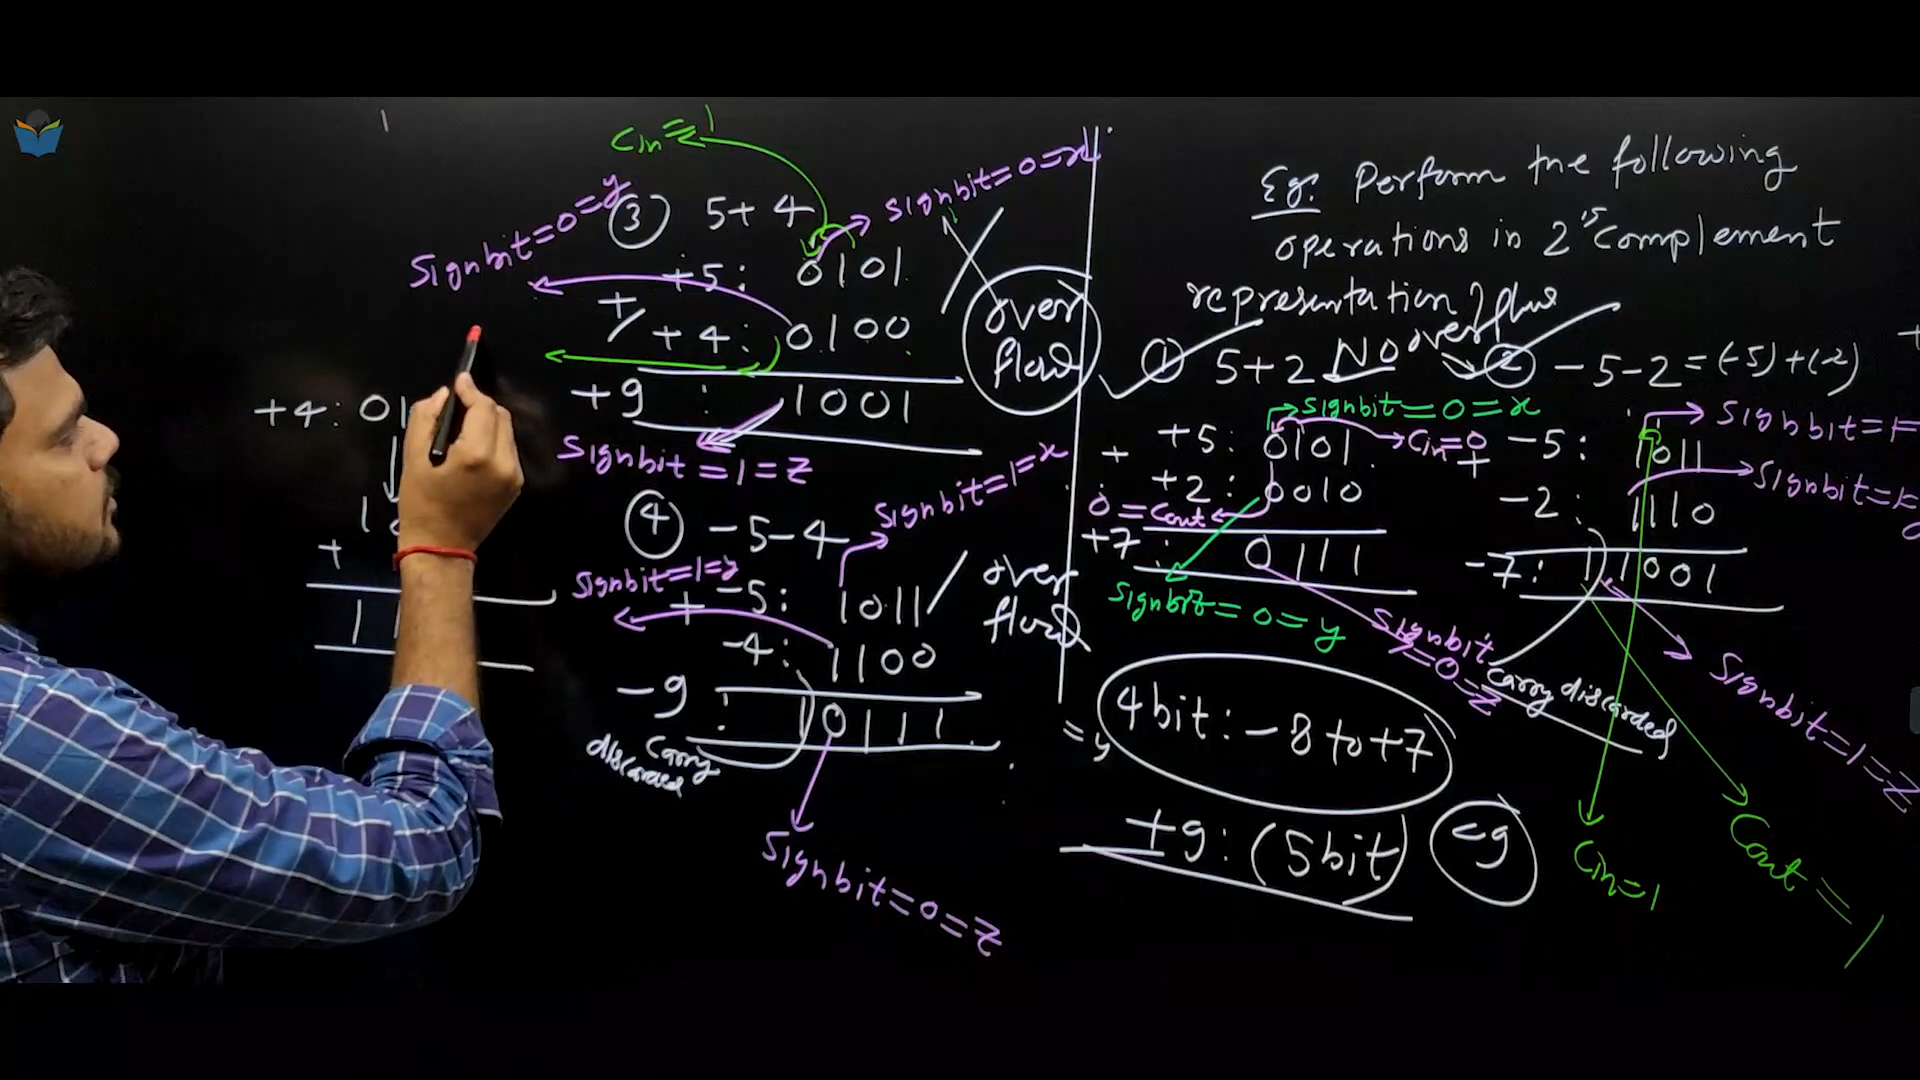 Eg: Perform the following
operations in 2's complement
representation?
① 5+2 No overflow
+5: 0101
+ +2: 0010
+7: 0111
Signbit=0=x
Cin=0
0=Cout
Signbit=0=y
Signbit
=0=Z
② -5-2=(-5)+(-2)
+ -5: 1011
-2: 1110
-7: 11001
Signbit=1=
Signbit=1=y
Carry discarded
Signbit=1=Z
Cin=1
Cout=1
③ 5+4
Cin=1
+5: 0101
+ +4: 0100
+9 : 1001
Signbit=0=x
Signbit=0=y
Signbit=1=Z
over
flow
④ -5-4
+ -5: 1011
-4: 1100
-9 : 10111
Signbit=1=x
Signbit=1=y
over
flow
Carry
discarded
Signbit=0=Z
=y
4bit: -8 to +7
+9: (5bit) -9
+4: 01
1
+
11